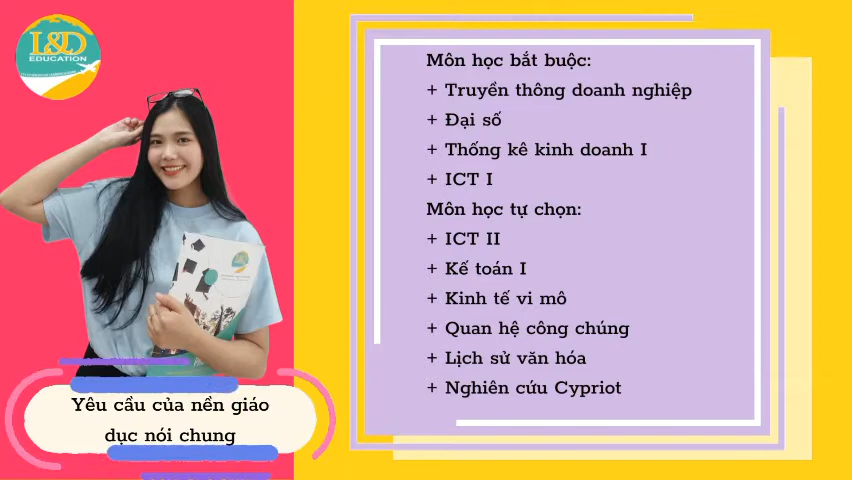 L&D
EDUCATION
Môn học bắt buộc:
+ Truyền thông doanh nghiệp
+ Đại số
+ Thống kê kinh doanh I
+ ICT I
Môn học tự chọn:
+ ICT II
+ Kế toán I
+ Kinh tế vi mô
+ Quan hệ công chúng
+ Lịch sử văn hóa
+ Nghiên cứu Cypriot
Yêu cầu của nền giáo
dục nói chung